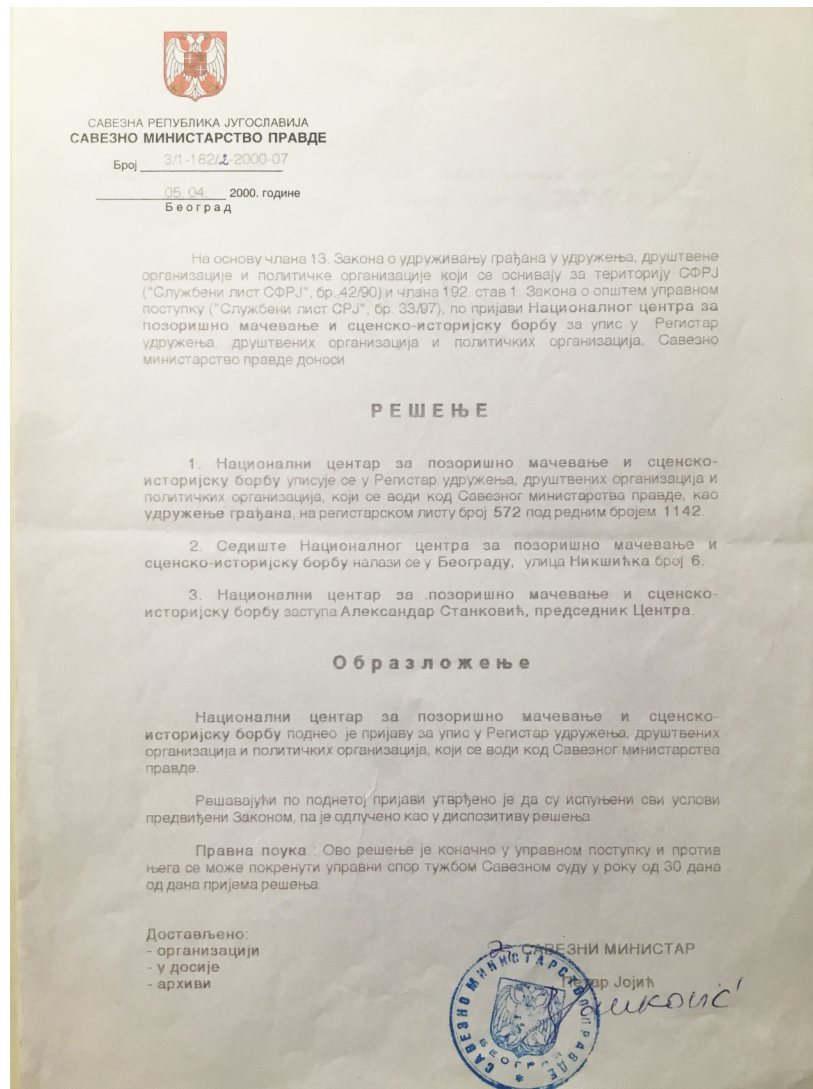 САВЕЗНА РЕПУБЛИКА ЈУГОСЛАВИЈА
САВЕЗНО МИНИСТАРСТВО ПРАВДЕ
Број 3/1-182/2-2000-07
05. 04. 2000. године
Београд
На основу члана 13. Закона о удруживању грађана у удружења, друштвене
организације и политичке организације који се оснивају за територију СФРЈ
("Службени лист СФРЈ", бр. 42/90) и члана 192. став 1. Закона о општем управном
поступку ("Службени лист СРЈ", бр. 33/97), по пријави Националног центра за
позоришно мачевање и сценско-историјску борбу за упис у Регистар
удружења, друштвених организација и политичких организација, Савезно
министарство правде доноси
РЕШЕЊЕ
1. Национални центар за позоришно мачевање и сценско-
историјску борбу уписује се у Регистар удружења, друштвених организација и
политичких организација, који се води код Савезног министарства правде, као
удружење грађана, на регистарском листу број 572 под редним бројем 1142.
2. Седиште Националног центра за позоришно мачевање и
сценско-историјску борбу налази се у Београду, улица Никшићка број 6.
3. Национални центар за позоришно мачевање и сценско-
историјску борбу заступа Александар Станковић, председник Центра.
Образложење
Национални центар за позоришно мачевање и сценско-
историјску борбу поднео је пријаву за упис у Регистар удружења, друштвених
организација и политичких организација, који се води код Савезног министарства
правде.
Решавајући по поднетој пријави утврђено је да су испуњени сви услови
предвиђени Законом, па је одлучено као у диспозитиву решења.
Правна поука: Ово решење је коначно у управном поступку и против
њега се може покренути управни спор тужбом Савезном суду у року од 30 дана
од дана пријема решења.
Достављено:
- организацији
- у досије
- архиви
САВЕЗНИ МИНИСТАР
Петар Јојић
САВЕЗНО МИНИСТАРСТВО ПРАВДЕ
БЕОГРАД